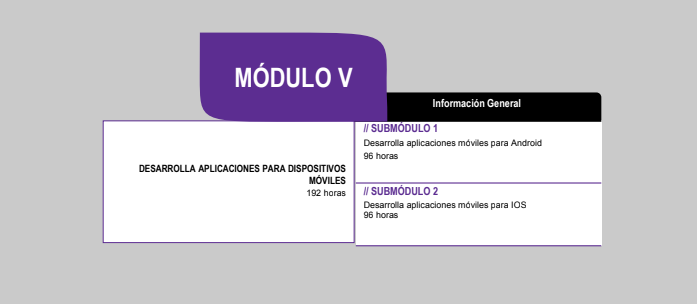 MÓDULO V
Información General
DESARROLLA APLICACIONES PARA DISPOSITIVOS
MÓVILES
192 horas
// SUBMÓDULO 1
Desarrolla aplicaciones móviles para Android
96 horas
// SUBMÓDULO 2
Desarrolla aplicaciones móviles para IOS
96 horas